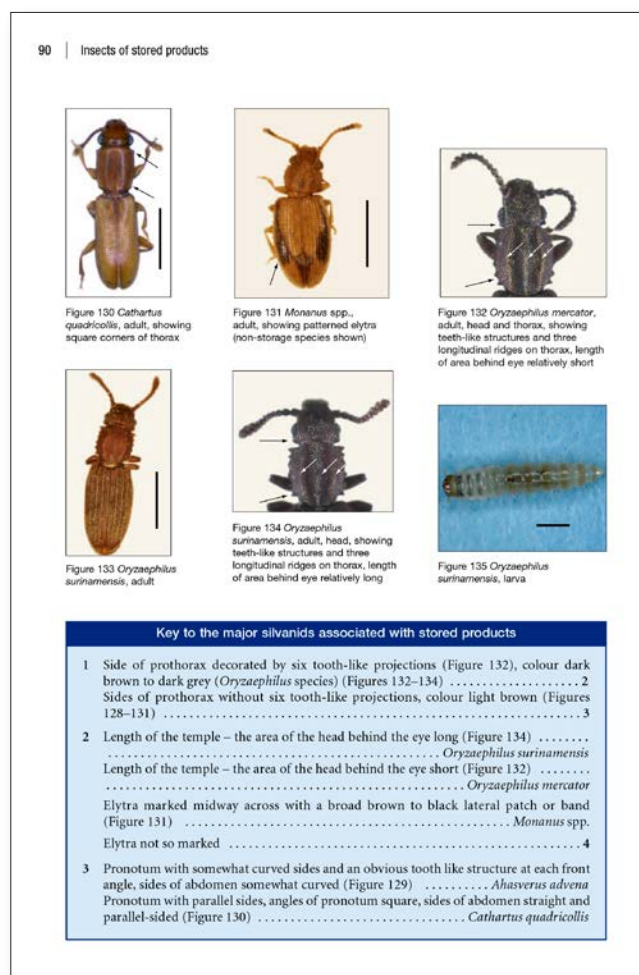 90 | Insects of stored products
Figure 130 Cathartus
quadricollis, adult, showing
square corners of thorax
Figure 131 Monanus spp.,
adult, showing patterned elytra
(non-storage species shown)
Figure 132 Oryzaephilus mercator,
adult, head and thorax, showing
teeth-like structures and three
longitudinal ridges on thorax, length
of area behind eye relatively short
Figure 133 Oryzaephilus
surinamensis, adult
Figure 134 Oryzaephilus
surinamensis, adult, head, showing
teeth-like structures and three
longitudinal ridges on thorax, length
of area behind eye relatively long
Figure 135 Oryzaephilus
surinamensis, larva
Key to the major silvanids associated with stored products
1 Side of prothorax decorated by six tooth-like projections (Figure 132), colour dark
brown to dark grey (Oryzaephilus species) (Figures 132–134) . . . . . . . . . . . . . . . . . . . . 2
Sides of prothorax without six tooth-like projections, colour light brown (Figures
128–131) . . . . . . . . . . . . . . . . . . . . . . . . . . . . . . . . . . . . . . . . 3
2 Length of the temple – the area of the head behind the eye long (Figure 134) . . . . . . . .
. . . . . . . . . . . . . . . . . . . . . . . . . . . . . . Oryzaephilus surinamensis
Length of the temple – the area of the head behind the eye short (Figure 132) . . . . . . . .
. . . . . . . . . . . . . . . . . . . . . . . . . . . . . . Oryzaephilus mercator
Elytra marked midway across with a broad brown to black lateral patch or band
(Figure 131) . . . . . . . . . . . . . . . . . . . . . . . . . . . . . . Monanus spp.
Elytra not so marked . . . . . . . . . . . . . . . . . . . . . . . . . . . . . . 4
3 Pronotum with somewhat curved sides and an obvious tooth like structure at each front
angle, sides of abdomen somewhat curved (Figure 129) . . . . . . . . . . Ahasverus advena
Pronotum with parallel sides, angles of pronotum square, sides of abdomen straight and
parallel-sided (Figure 130) . . . . . . . . . . . . . . . . . . . . . . . . . Cathartus quadricollis